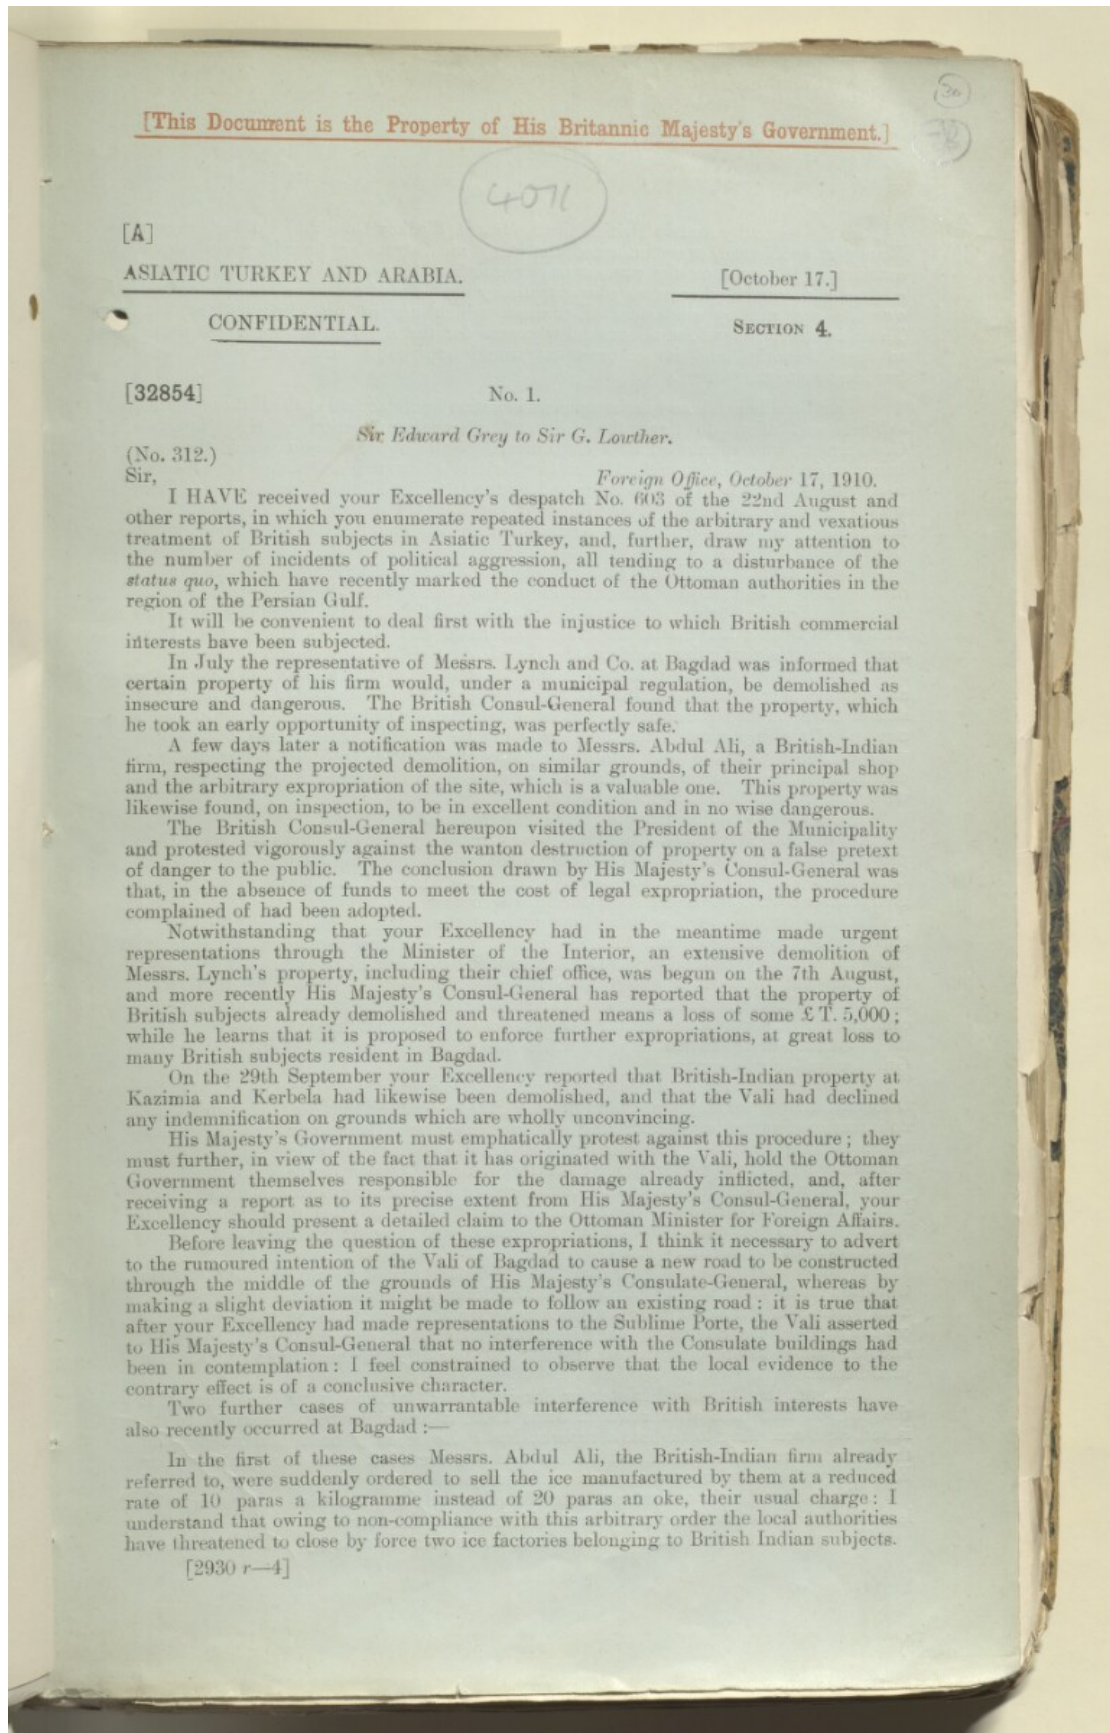 30
[This Document is the Property of His Britannic Majesty's Government.]
4011
[A]
ASIATIC TURKEY AND ARABIA.
[October 17.]
CONFIDENTIAL.
SECTION 4.
[32854]
No. 1.
Sir Edward Grey to Sir G. Lowther.
(No. 312.)
Sir,
Foreign Office, October 17, 1910.
I HAVE received your Excellency's despatch No. 603 of the 22nd August and
other reports, in which you enumerate repeated instances of the arbitrary and vexatious
treatment of British subjects in Asiatic Turkey, and, further, draw my attention to
the number of incidents of political aggression, all tending to a disturbance of the
status quo, which have recently marked the conduct of the Ottoman authorities in the
region of the Persian Gulf.
It will be convenient to deal first with the injustice to which British commercial
interests have been subjected.
In July the representative of Messrs. Lynch and Co. at Bagdad was informed that
certain property of his firm would, under a municipal regulation, be demolished as
insecure and dangerous. The British Consul-General found that the property, which
he took an early opportunity of inspecting, was perfectly safe.
A few days later a notification was made to Messrs. Abdul Ali, a British-Indian
firm, respecting the projected demolition, on similar grounds, of their principal shop
and the arbitrary expropriation of the site, which is a valuable one. This property was
likewise found, on inspection, to be in excellent condition and in no wise dangerous.
The British Consul-General hereupon visited the President of the Municipality
and protested vigorously against the wanton destruction of property on a false pretext
of danger to the public. The conclusion drawn by His Majesty's Consul-General was
that, in the absence of funds to meet the cost of legal expropriation, the procedure
complained of had been adopted.
Notwithstanding that your Excellency had in the meantime made urgent
representations through the Minister of the Interior, an extensive demolition of
Messrs. Lynch's property, including their chief office, was begun on the 7th August,
and more recently His Majesty's Consul-General has reported that the property of
British subjects already demolished and threatened means a loss of some £ T. 5,000;
while he learns that it is proposed to enforce further expropriations, at great loss to
many British subjects resident in Bagdad.
On the 29th September your Excellency reported that British-Indian property at
Kazimia and Kerbela had likewise been demolished, and that the Vali had declined
any indemnification on grounds which are wholly unconvincing.
His Majesty's Government must emphatically protest against this procedure; they
must further, in view of the fact that it has originated with the Vali, hold the Ottoman
Government themselves responsible for the damage already inflicted, and, after
receiving a report as to its precise extent from His Majesty's Consul-General, your
Excellency should present a detailed claim to the Ottoman Minister for Foreign Affairs.
Before leaving the question of these expropriations, I think it necessary to advert
to the rumoured intention of the Vali of Bagdad to cause a new road to be constructed
through the middle of the grounds of His Majesty's Consulate-General, whereas by
making a slight deviation it might be made to follow an existing road: it is true that
after your Excellency had made representations to the Sublime Porte, the Vali asserted
to His Majesty's Consul-General that no interference with the Consulate buildings had
been in contemplation: I feel constrained to observe that the local evidence to the
contrary effect is of a conclusive character.
Two further cases of unwarrantable interference with British interests have
also recently occurred at Bagdad:—
In the first of these cases Messrs. Abdul Ali, the British-Indian firm already
referred to, were suddenly ordered to sell the ice manufactured by them at a reduced
rate of 10 paras a kilogramme instead of 20 paras an oke, their usual charge: I
understand that owing to non-compliance with this arbitrary order the local authorities
have threatened to close by force two ice factories belonging to British Indian subjects.
[2930 r—4]